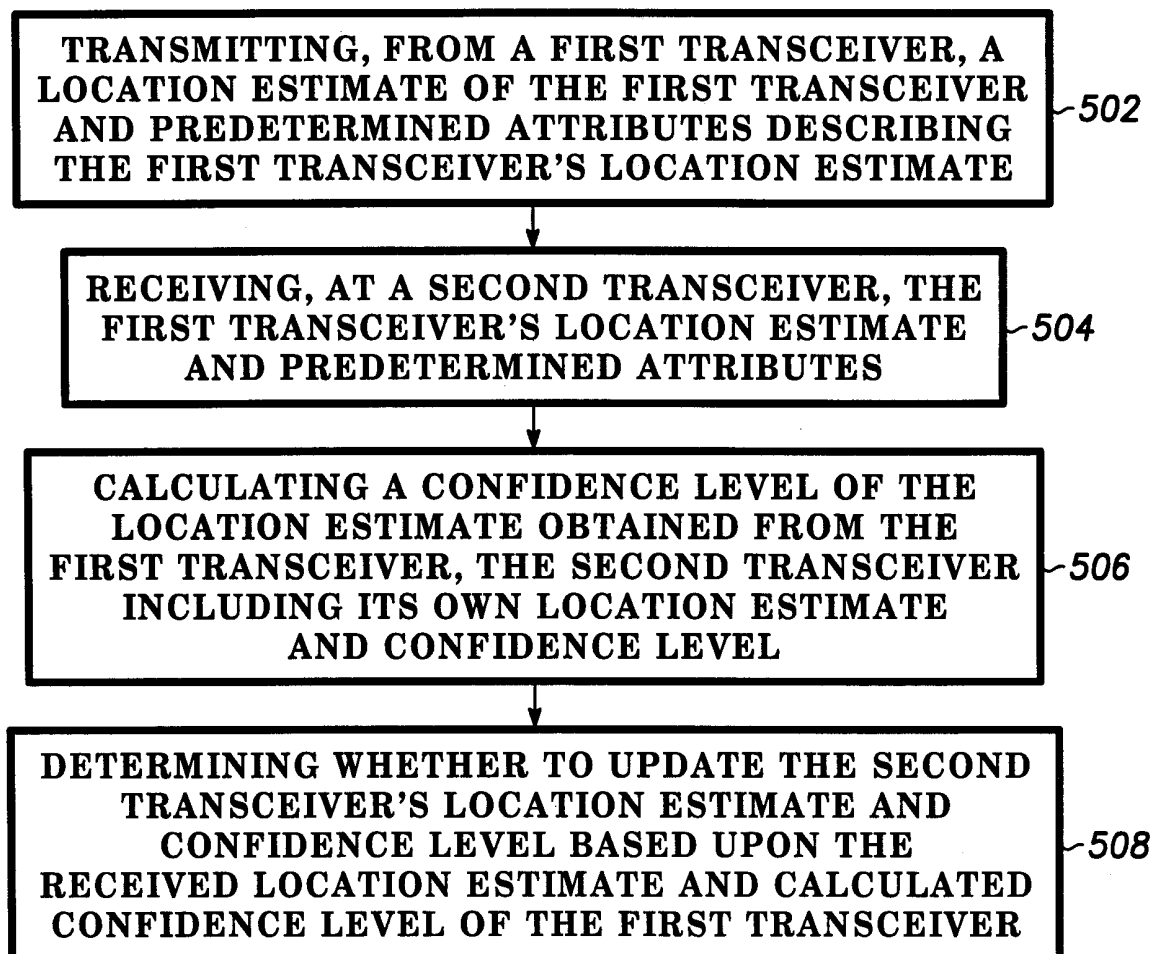 TRANSMITTING, FROM A FIRST TRANSCEIVER, A
LOCATION ESTIMATE OF THE FIRST TRANSCEIVER
AND PREDETERMINED ATTRIBUTES DESCRIBING
THE FIRST TRANSCEIVER'S LOCATION ESTIMATE
502
RECEIVING, AT A SECOND TRANSCEIVER, THE
FIRST TRANSCEIVER'S LOCATION ESTIMATE
AND PREDETERMINED ATTRIBUTES
504
CALCULATING A CONFIDENCE LEVEL OF THE
LOCATION ESTIMATE OBTAINED FROM THE
FIRST TRANSCEIVER, THE SECOND TRANSCEIVER
INCLUDING ITS OWN LOCATION ESTIMATE
AND CONFIDENCE LEVEL
506
DETERMINING WHETHER TO UPDATE THE SECOND
TRANSCEIVER'S LOCATION ESTIMATE AND
CONFIDENCE LEVEL BASED UPON THE
RECEIVED LOCATION ESTIMATE AND CALCULATED
CONFIDENCE LEVEL OF THE FIRST TRANSCEIVER
508